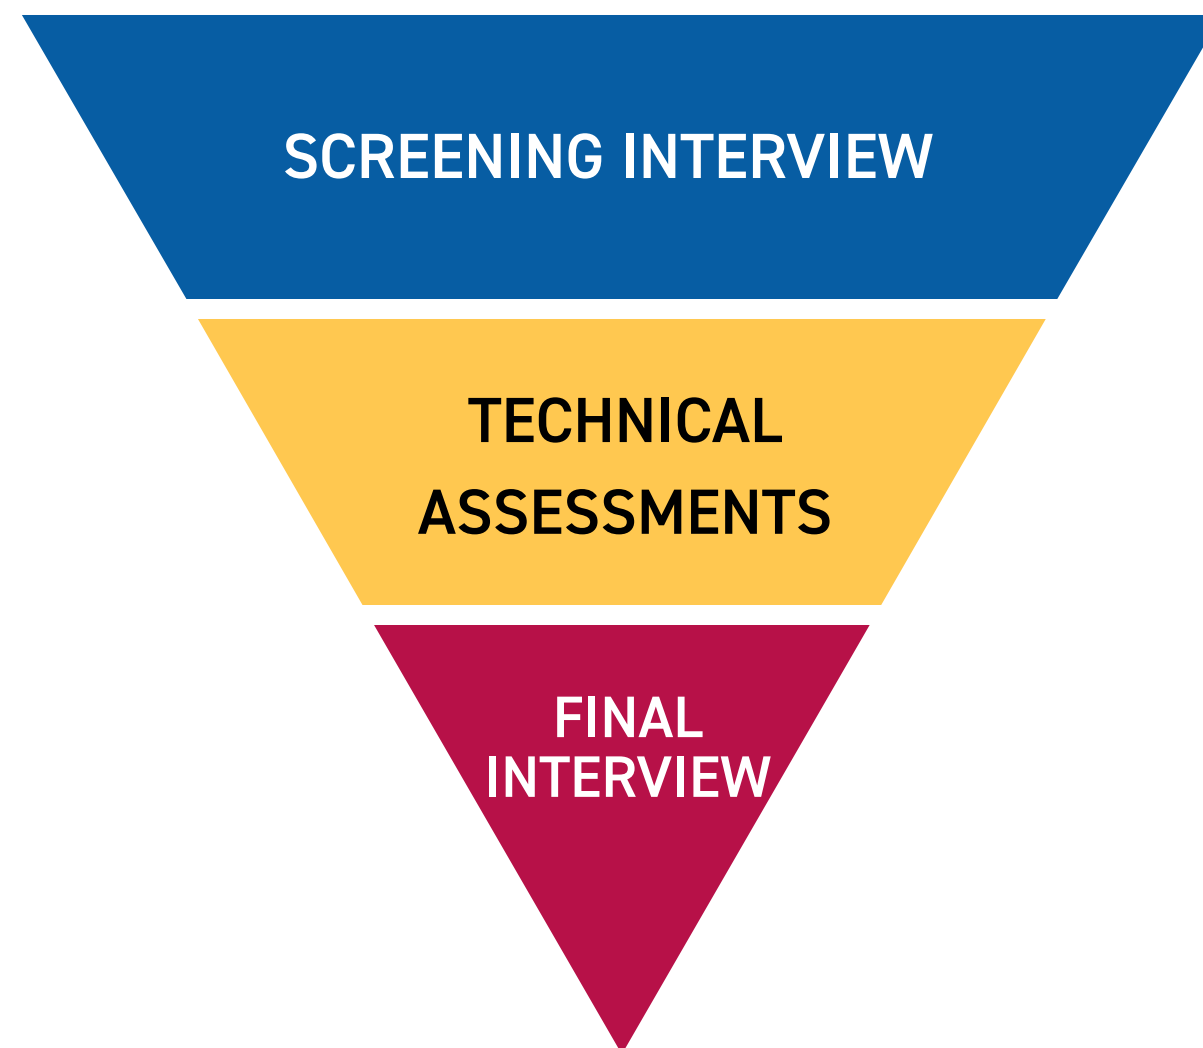 SCREENING INTERVIEW
TECHNICAL
ASSESSMENTS
FINAL
INTERVIEW